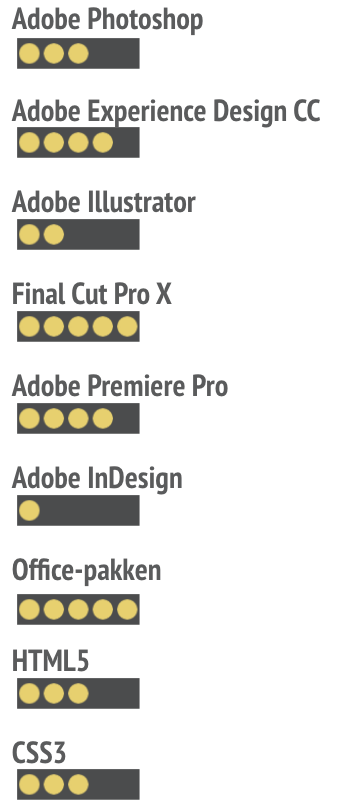 Adobe Photoshop
Adobe Experience Design CC
Adobe Illustrator
Final Cut Pro X
Adobe Premiere Pro
Adobe InDesign
Office-pakken
HTML5
CSS3